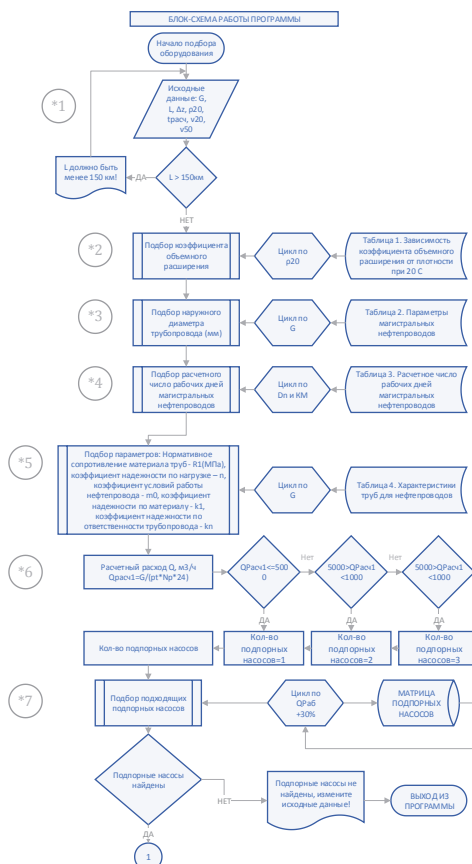 БЛОК-СХЕМА РАБОТЫ ПРОГРАММЫ
Начало подбора
оборудования
*1
Исходные
данные: G,
L, Δz, ρ20,
tрасч, ν20,
ν50
L должно быть
менее 150 км!
ДА
L > 150км
НЕТ
*2
Подбор коэффициента
объемного
расширения
Цикл по
ρ20
Таблица 1. Зависимость
коэффициента объемного
расширения от плотности
при 20 С
*3
Подбор наружного
диаметра
трубопровода (мм)
Цикл по
G
Таблица 2. Параметры
магистральных
нефтепроводов
*4
Подбор расчетного
число рабочих дней
магистральных
нефтепроводов
Цикл по
Dn и КМ
Таблица 3. Расчетное число
рабочих дней
магистральных
нефтепроводов
*5
Подбор параметров: Нормативное
сопротивление материала труб - R1(МПа),
коэффициент надежности по нагрузке – n,
коэффициент условий работы
нефтепровода - m0, коэффициент
надежности по материалу - k1,
коэффициент надежности по
ответственности трубопровода - kn
Цикл по
G
Таблица 4. Характеристики
труб для нефтепроводов
*6
Расчетный расход Q, м3/ч
Qрасч1=G/(pt*Np*24)
QРасч1<=500
0
Нет
5000>QРасч1
<1000
Нет
5000>QРасч1
<1000
ДА
ДА
ДА
Кол-во подпорных насосов
Кол-во
подпорных
насосов=1
Кол-во
подпорных
насосов=2
Кол-во
подпорных
насосов=3
*7
Подбор подходящих
подпорных насосов
Цикл по
QРаб
+30%
МАТРИЦА
ПОДПОРНЫХ
НАСОСОВ
Подпорные насосы
найдены
НЕТ
Подпорные насосы не
найдены, измените
исходные данные!
ВЫХОД ИЗ
ПРОГРАММЫ
ДА
1